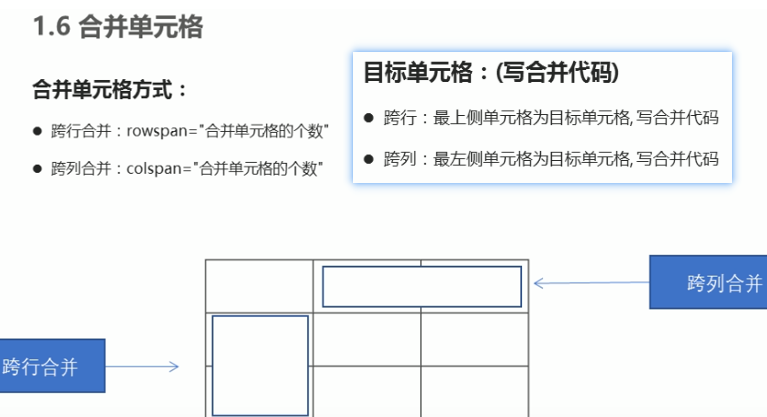 1.6 合并单元格
合并单元格方式：
● 跨行合并：rowspan="合并单元格的个数"
● 跨列合并：colspan="合并单元格的个数"
目标单元格：(写合并代码)
● 跨行：最上侧单元格为目标单元格, 写合并代码
● 跨列：最左侧单元格为目标单元格, 写合并代码
跨列合并
跨行合并